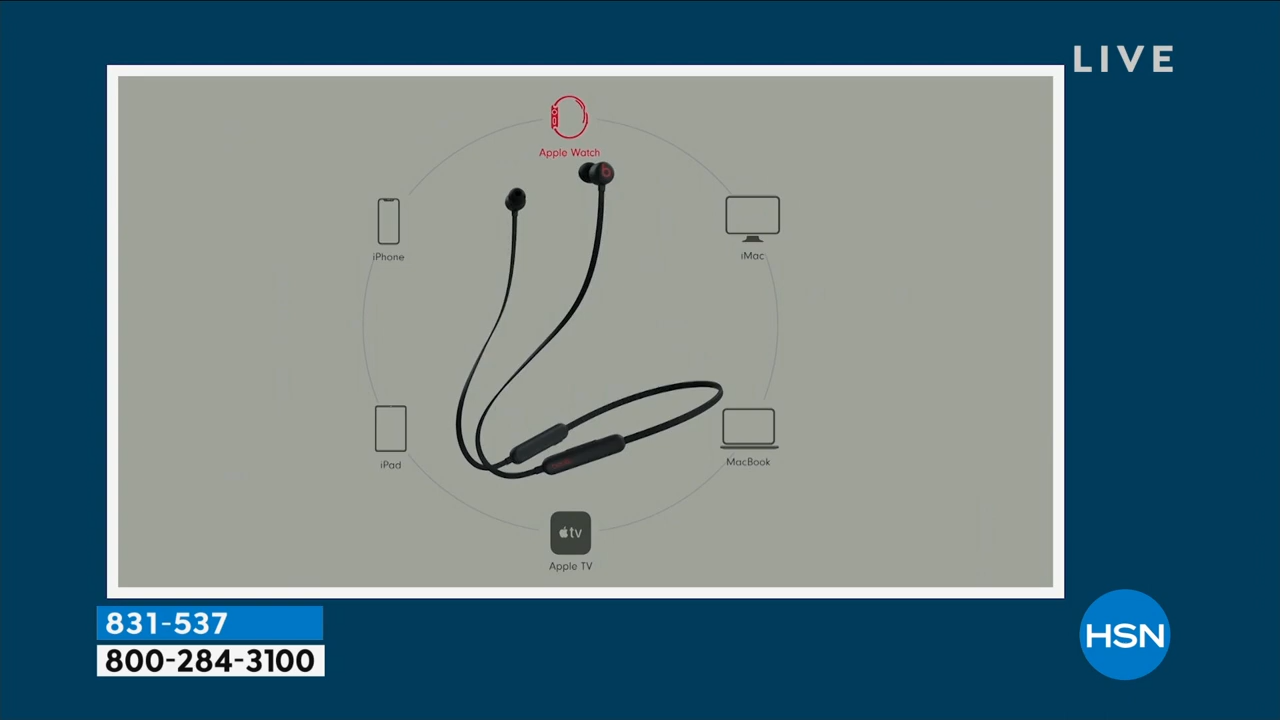 LIVE
Apple Watch
iPhone
iMac
iPad
MacBook
tv
Apple TV
831-537
800-284-3100
HSN